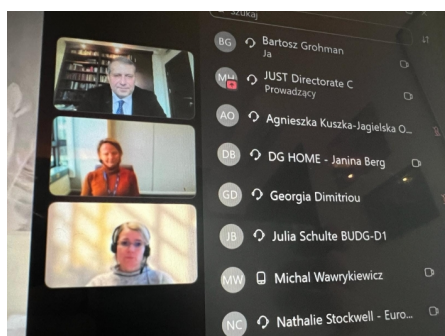 Szukaj
BG
Bartosz Grohman
Ja
MH
JUST Directorate C
Prowadzący
AO
Agnieszka Kuszka-Jagielska O...
DB
DG HOME - Janina Berg
GD
Georgia Dimitriou
JB
Julia Schulte BUDG-D1
MW
Michal Wawrykiewicz
NC
Nathalie Stockwell - Euro...